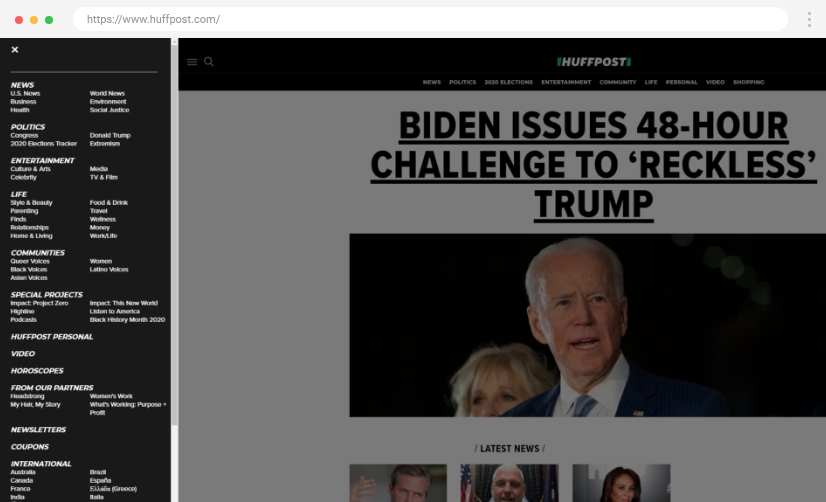 https://www.huffpost.com/
×
NEWS
U.S. News World News
Business Environment
Health Social Justice
POLITICS
Congress Donald Trump
2020 Elections Tracker Extremism
ENTERTAINMENT
Culture & Arts Media
Celebrity TV & Film
LIFE
Style & Beauty Food & Drink
Parenting Travel
Finds Wellness
Relationships Money
Home & Living Work/Life
COMMUNITIES
Queer Voices Women
Black Voices Latino Voices
Asian Voices
SPECIAL PROJECTS
Impact: Project Zero Impact: This New World
Highline Listen to America
Podcasts Black History Month 2020
HUFFPOST PERSONAL
VIDEO
HOROSCOPES
FROM OUR PARTNERS
Headstrong Women's Work
My Hair, My Story What's Working: Purpose +
Profit
NEWSLETTERS
COUPONS
INTERNATIONAL
Australia Brazil
Canada España
France Ελλάδα (Greece)
India Italia
HUFFPOST
NEWS POLITICS 2020 ELECTIONS ENTERTAINMENT COMMUNITY LIFE PERSONAL VIDEO SHOPPING
BIDEN ISSUES 48-HOUR
CHALLENGE TO ‘RECKLESS’
TRUMP
/ LATEST NEWS /